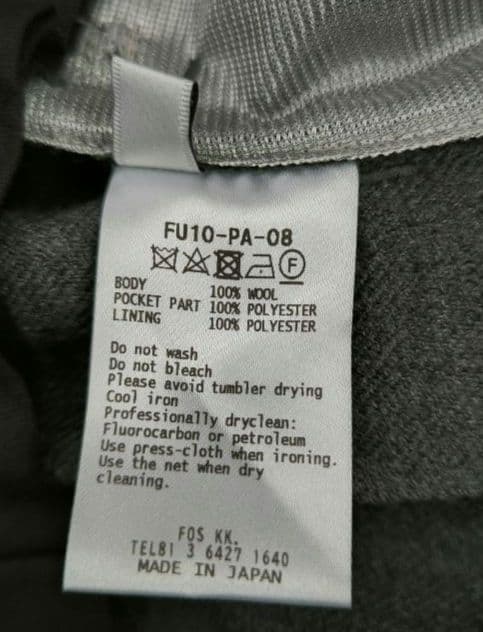 FU10-PA-08
F
BODY 100% WOOL
POCKET PART 100% POLYESTER
LINING 100% POLYESTER
Do not wash
Do not bleach
Please avoid tumbler drying
Cool iron
Professionally dryclean:
Fluorocarbon or petroleum
Use press-cloth when ironing.
Use the net when dry
cleaning.
FOS KK.
TEL81 3 6427 1640
MADE IN JAPAN